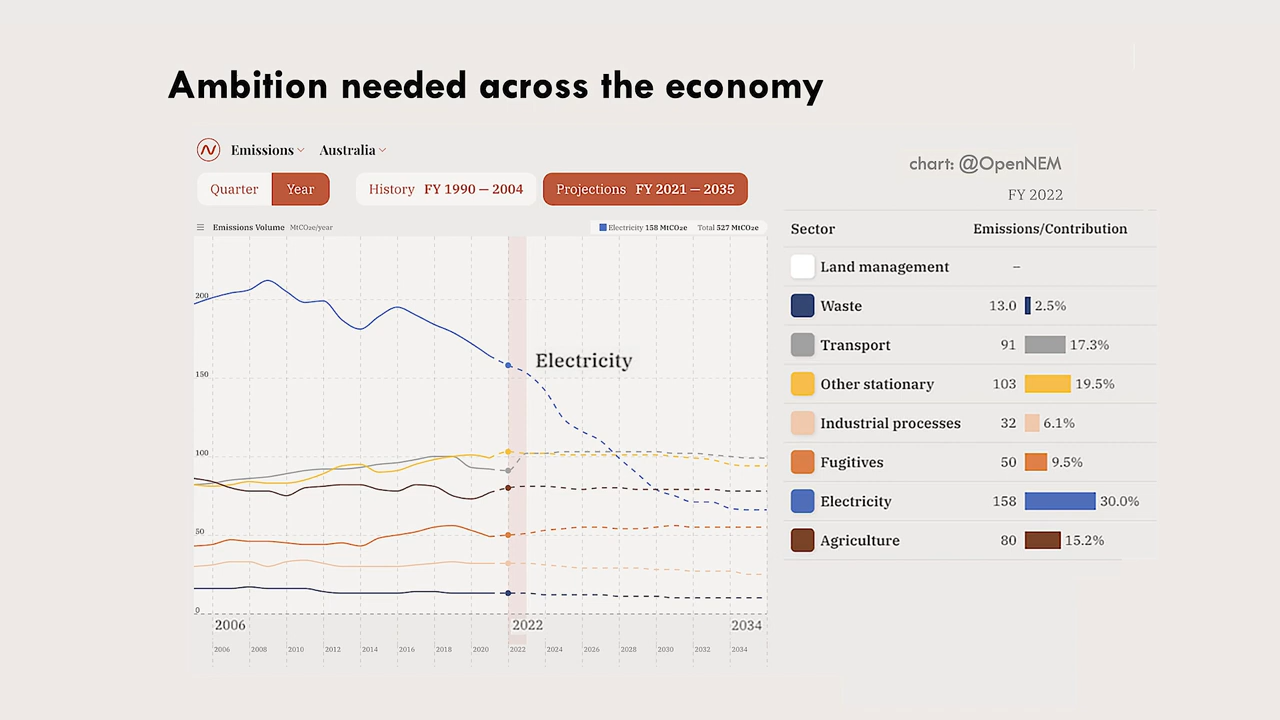 Ambition needed across the economy
Emissions Australia
chart: @OpenNEM
Quarter Year History FY 1990 — 2004 Projections FY 2021 — 2035
FY 2022
Emissions Volume MtCO₂e/year
Electricity 158 MtCO₂e Total 527 MtCO₂e
Sector Emissions/Contribution
Land management –
Waste 13.0 2.5%
Transport 91 17.3%
Other stationary 103 19.5%
Industrial processes 32 6.1%
Fugitives 50 9.5%
Electricity 158 30.0%
Agriculture 80 15.2%
200
150
100
50
0
Electricity
2006 2022 2034
2006 2008 2010 2012 2014 2016 2018 2020 2022 2024 2026 2028 2030 2032 2034